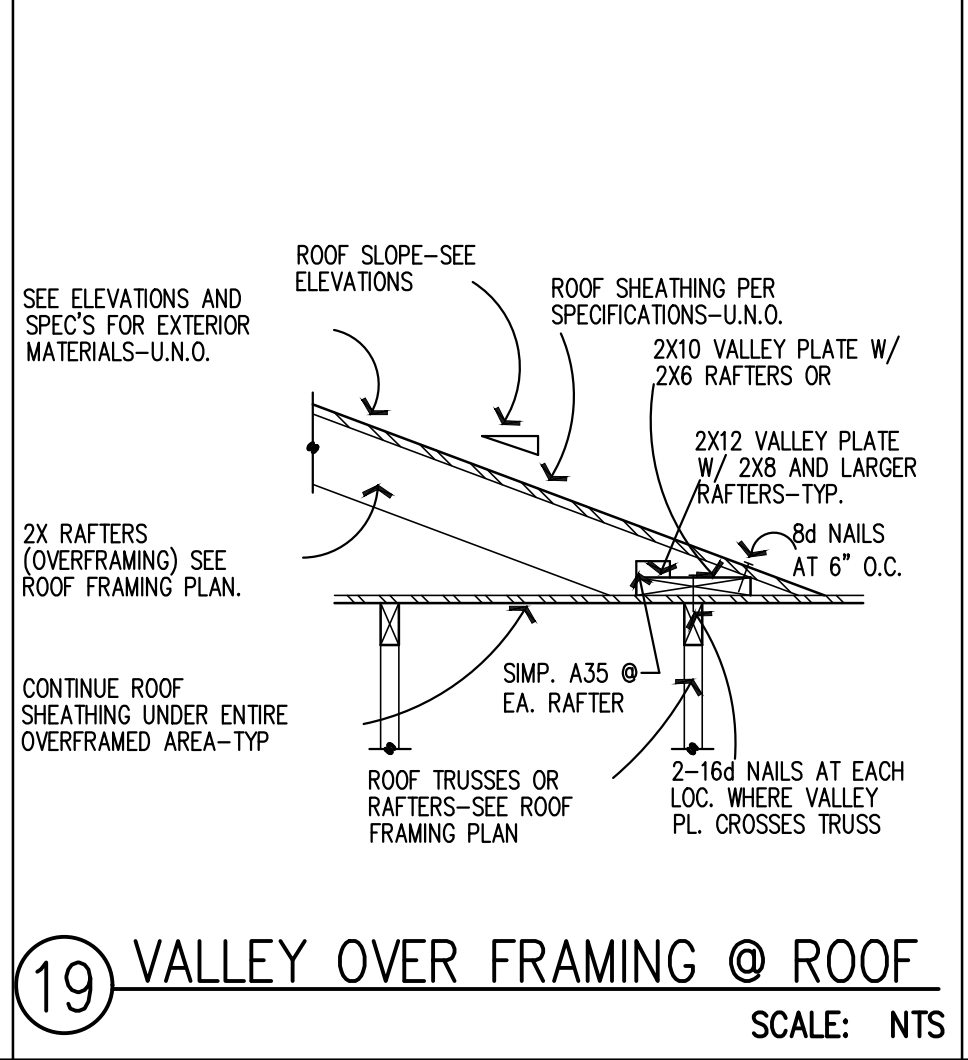 ROOF SLOPE-SEE
ELEVATIONS
SEE ELEVATIONS AND
SPEC'S FOR EXTERIOR
MATERIALS-U.N.O.
ROOF SHEATHING PER
SPECIFICATIONS-U.N.O.
2X10 VALLEY PLATE W/
2X6 RAFTERS OR
2X12 VALLEY PLATE
W/ 2X8 AND LARGER
RAFTERS-TYP.
8d NAILS
AT 6" O.C.
2X RAFTERS
(OVERFRAMING) SEE
ROOF FRAMING PLAN.
SIMP. A35 @
EA. RAFTER
CONTINUE ROOF
SHEATHING UNDER ENTIRE
OVERFRAMED AREA-TYP
ROOF TRUSSES OR
RAFTERS-SEE ROOF
FRAMING PLAN
2-16d NAILS AT EACH
LOC. WHERE VALLEY
PL. CROSSES TRUSS
19 VALLEY OVER FRAMING @ ROOF
SCALE: NTS